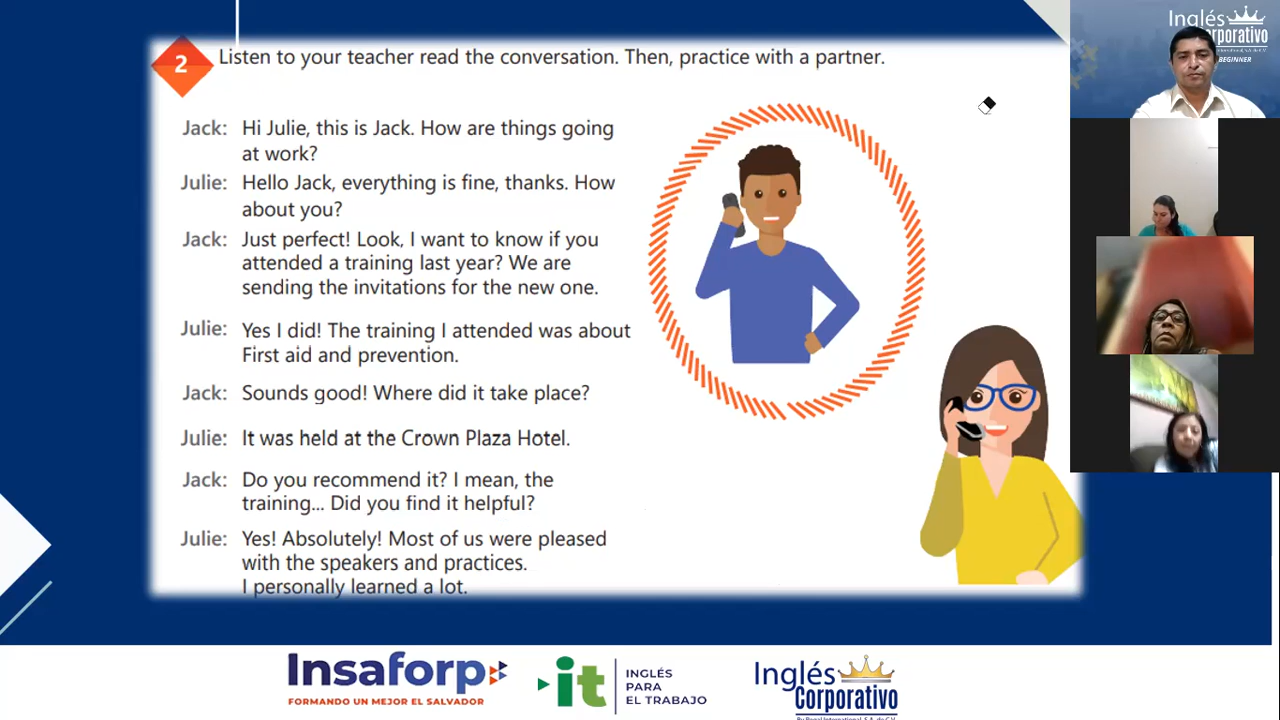 2 Listen to your teacher read the conversation. Then, practice with a partner.
Jack: Hi Julie, this is Jack. How are things going
at work?
Julie: Hello Jack, everything is fine, thanks. How
about you?
Jack: Just perfect! Look, I want to know if you
attended a training last year? We are
sending the invitations for the new one.
Julie: Yes I did! The training I attended was about
First aid and prevention.
Jack: Sounds good! Where did it take place?
Julie: It was held at the Crown Plaza Hotel.
Jack: Do you recommend it? I mean, the
training... Did you find it helpful?
Julie: Yes! Absolutely! Most of us were pleased
with the speakers and practices.
I personally learned a lot.
Inglés
Corporativo
BEGINNER
Insaforp
FORMANDO UN MEJOR EL SALVADOR
it
INGLÉS
PARA
EL TRABAJO
Inglés
Corporativo